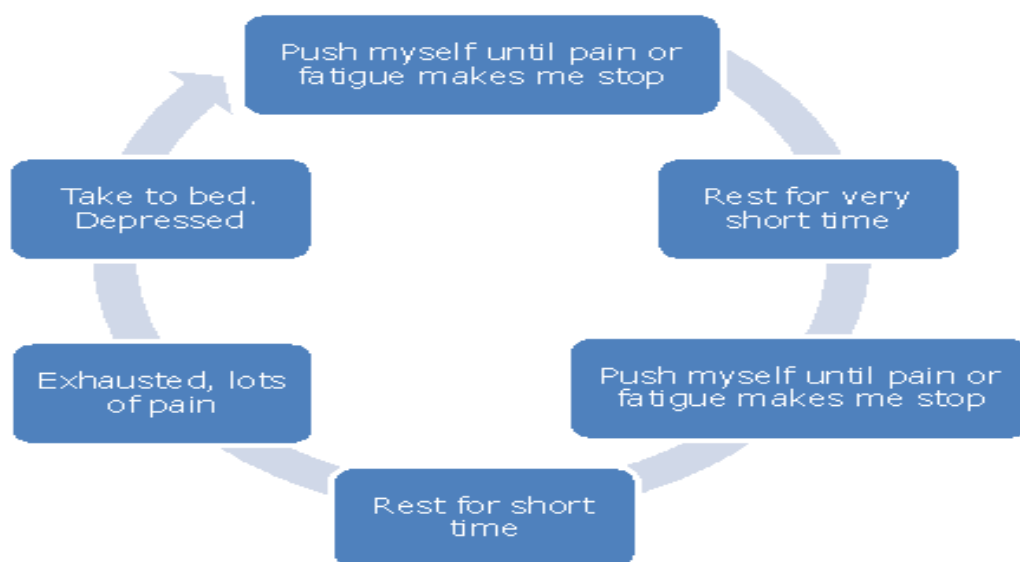 Push myself until pain or
fatigue makes me stop
Rest for very
short time
Push myself until pain or
fatigue makes me stop
Rest for short
time
Exhausted, lots
of pain
Take to bed.
Depressed